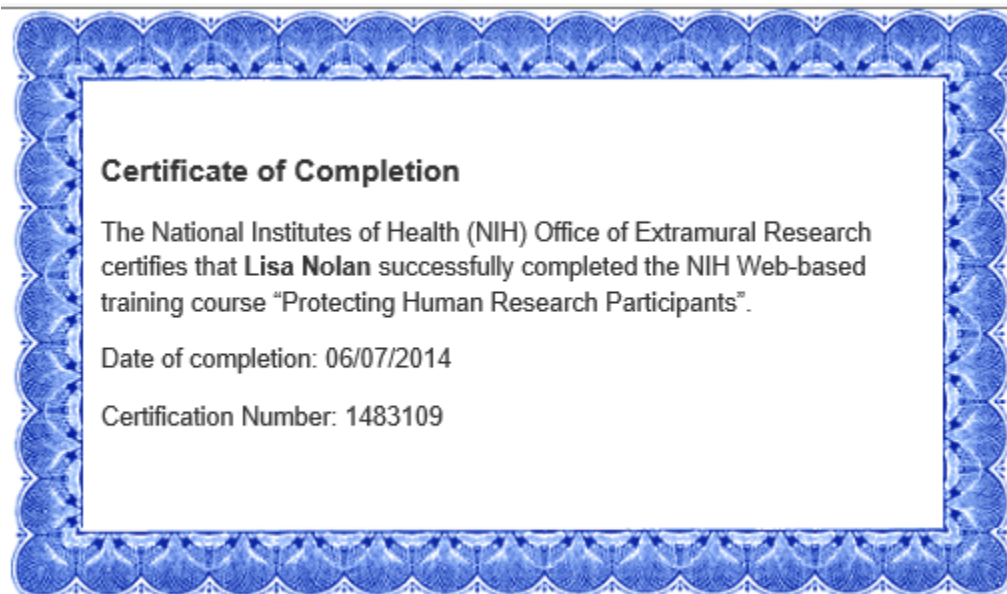 Certificate of Completion
The National Institutes of Health (NIH) Office of Extramural Research
certifies that Lisa Nolan successfully completed the NIH Web-based
training course “Protecting Human Research Participants”.
Date of completion: 06/07/2014
Certification Number: 1483109